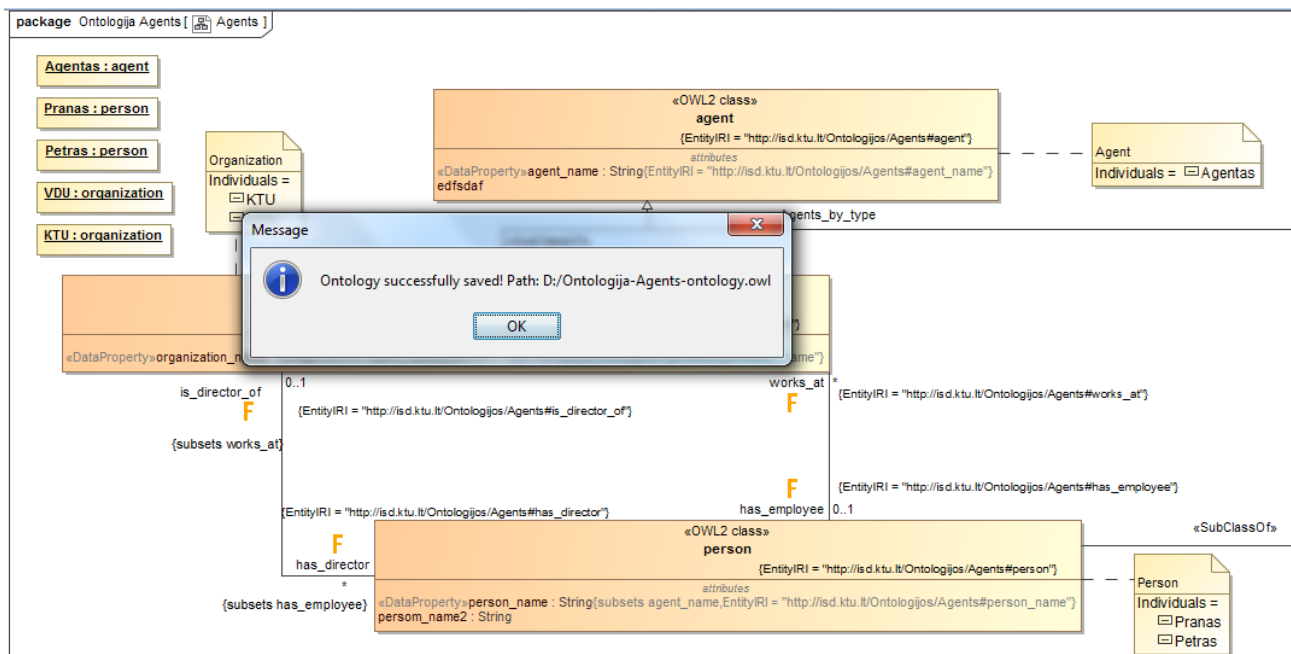 package Ontologija Agents [ Agents ]
Agentas : agent
Pranas : person
Petras : person
VDU : organization
KTU : organization
Organization
Individuals =
KTU
«OWL2 class»
agent
{EntityIRI = "http://isd.ktu.lt/Ontologijos/Agents#agent"}
attributes
«DataProperty»agent_name : String{EntityIRI = "http://isd.ktu.lt/Ontologijos/Agents#agent_name"}
edfsdaf
Agent
Individuals = Agentas
gents_by_type
Message
Ontology successfully saved! Path: D:/Ontologija-Agents-ontology.owl
OK
"}
«DataProperty»organization_n
ame"}
is_director_of
0..1
F
{EntityIRI = "http://isd.ktu.lt/Ontologijos/Agents#is_director_of"}
{subsets works_at}
works_at
*
F
{EntityIRI = "http://isd.ktu.lt/Ontologijos/Agents#works_at"}
F
{EntityIRI = "http://isd.ktu.lt/Ontologijos/Agents#has_employee"}
has_employee
0..1
{EntityIRI = "http://isd.ktu.lt/Ontologijos/Agents#has_director"}
F
has_director
*
{subsets has_employee}
«SubClassOf»
«OWL2 class»
person
{EntityIRI = "http://isd.ktu.lt/Ontologijos/Agents#person"}
attributes
«DataProperty»person_name : String{subsets agent_name,EntityIRI = "http://isd.ktu.lt/Ontologijos/Agents#person_name"}
persom_name2 : String
Person
Individuals =
Pranas
Petras